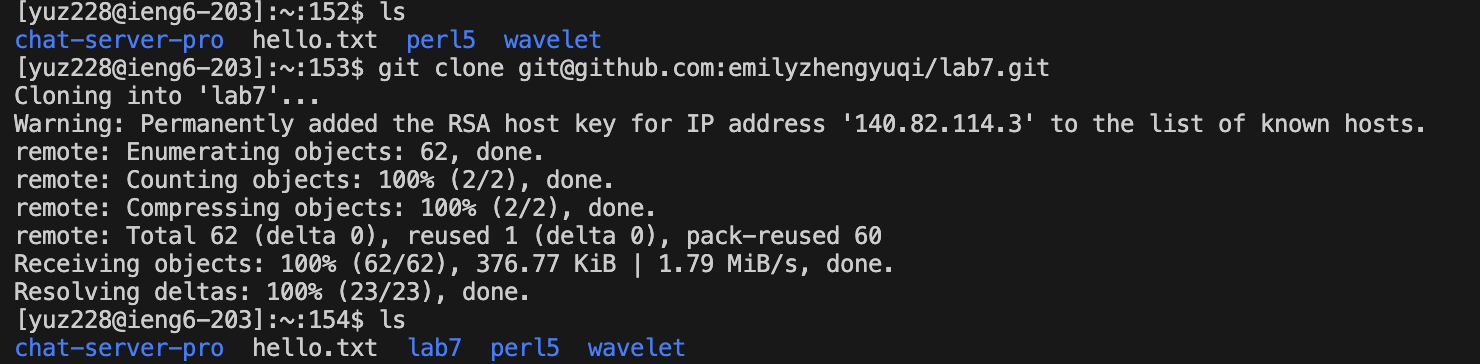 [yuz228@ieng6-203]:~:152$ ls
chat-server-pro  hello.txt  perl5  wavelet
[yuz228@ieng6-203]:~:153$ git clone git@github.com:emilyzhengyuqi/lab7.git
Cloning into 'lab7'...
Warning: Permanently added the RSA host key for IP address '140.82.114.3' to the list of known hosts.
remote: Enumerating objects: 62, done.
remote: Counting objects: 100% (2/2), done.
remote: Compressing objects: 100% (2/2), done.
remote: Total 62 (delta 0), reused 1 (delta 0), pack-reused 60
Receiving objects: 100% (62/62), 376.77 KiB | 1.79 MiB/s, done.
Resolving deltas: 100% (23/23), done.
[yuz228@ieng6-203]:~:154$ ls
chat-server-pro  hello.txt  lab7  perl5  wavelet